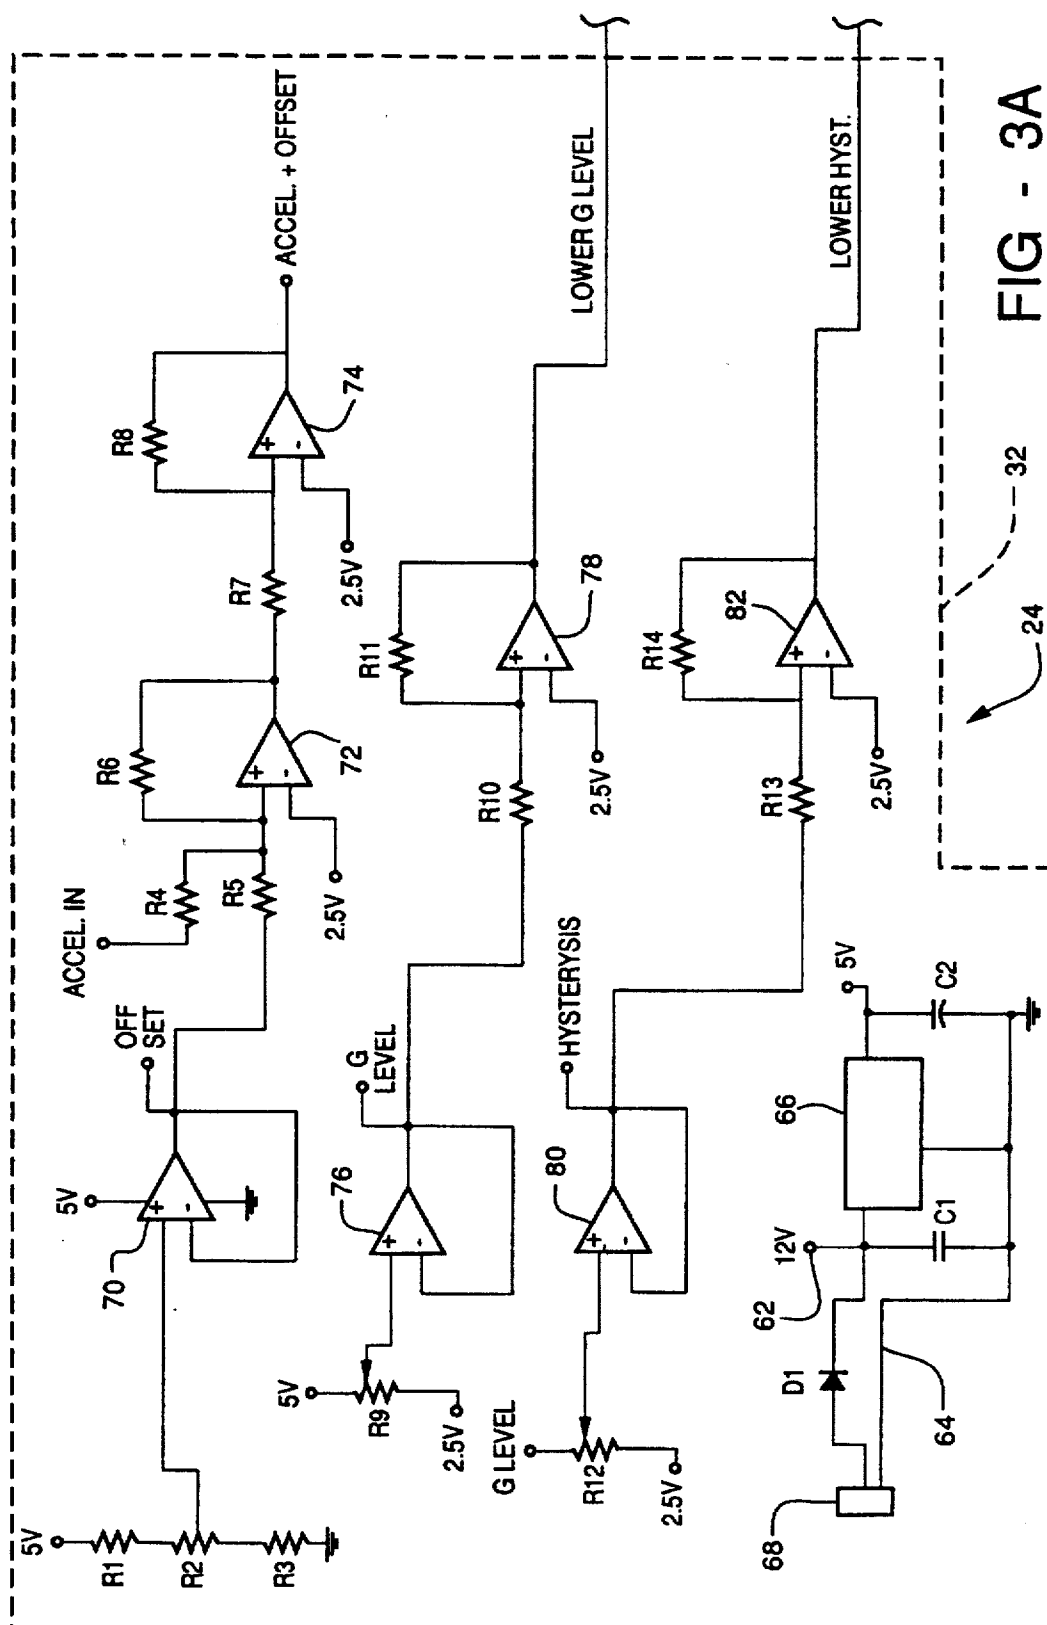 5V
R1
R2
R3
70
5V
+
-
OFF
SET
ACCEL. IN
R4
R5
R6
+
-
72
2.5V
R7
R8
+
-
74
2.5V
ACCEL. + OFFSET
5V
R9
2.5V
76
+
-
G
LEVEL
R10
R11
+
-
78
2.5V
LOWER G LEVEL
G LEVEL
R12
2.5V
80
+
-
HYSTERYSIS
R13
R14
82
+
-
2.5V
LOWER HYST.
68
D1
64
62
12V
C1
66
5V
C2
24
32
FIG - 3A